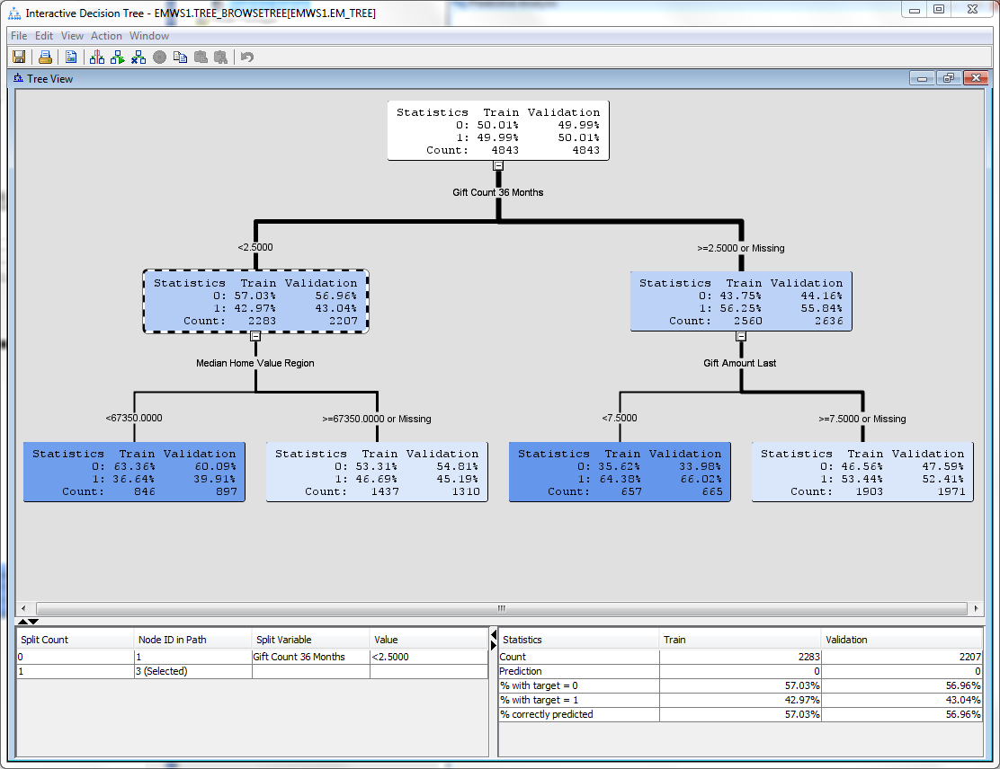 Interactive Decision Tree - EMWS1.TREE_BROWSETREE[EMWS1.EM_TREE]
File Edit View Action Window
Tree View
Statistics Train Validation
0: 50.01% 49.99%
1: 49.99% 50.01%
Count: 4843 4843
Gift Count 36 Months
<2.5000
>=2.5000 or Missing
Statistics Train Validation
0: 57.03% 56.96%
1: 42.97% 43.04%
Count: 2283 2207
Statistics Train Validation
0: 43.75% 44.16%
1: 56.25% 55.84%
Count: 2560 2636
Median Home Value Region
Gift Amount Last
<67350.0000
>=67350.0000 or Missing
<7.5000
>=7.5000 or Missing
Statistics Train Validation
0: 63.36% 60.09%
1: 36.64% 39.91%
Count: 846 897
Statistics Train Validation
0: 53.31% 54.81%
1: 46.69% 45.19%
Count: 1437 1310
Statistics Train Validation
0: 35.62% 33.98%
1: 64.38% 66.02%
Count: 657 665
Statistics Train Validation
0: 46.56% 47.59%
1: 53.44% 52.41%
Count: 1903 1971
Split Count Node ID in Path Split Variable Value
0 1 Gift Count 36 Months <2.5000
1 3 (Selected)
Statistics Train Validation
Count 2283 2207
Prediction 0 0
% with target = 0 57.03% 56.96%
% with target = 1 42.97% 43.04%
% correctly predicted 57.03% 56.96%